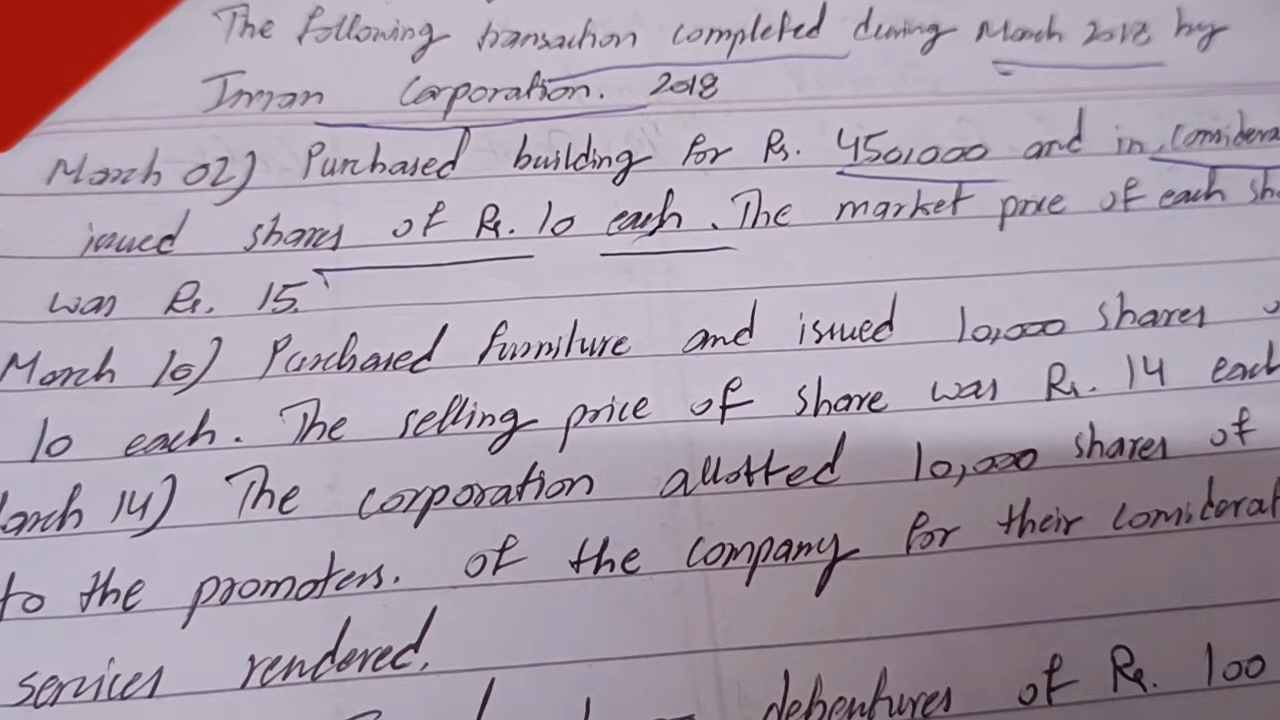 The following transaction completed during March 2018 by
Imran Corporation. 2018
March 02) Purchased building for Rs. 450,000 and in considera
issued shares of Rs. 10 each. The market price of each sha
was Rs. 15.
March 10) Purchased furniture and issued 10,000 shares
10 each. The selling price of share was Rs. 14 each
arch 14) The corporation allotted 10,000 shares of
to the promoters. of the company for their consideral
services rendered.
debentures of Rs. 100